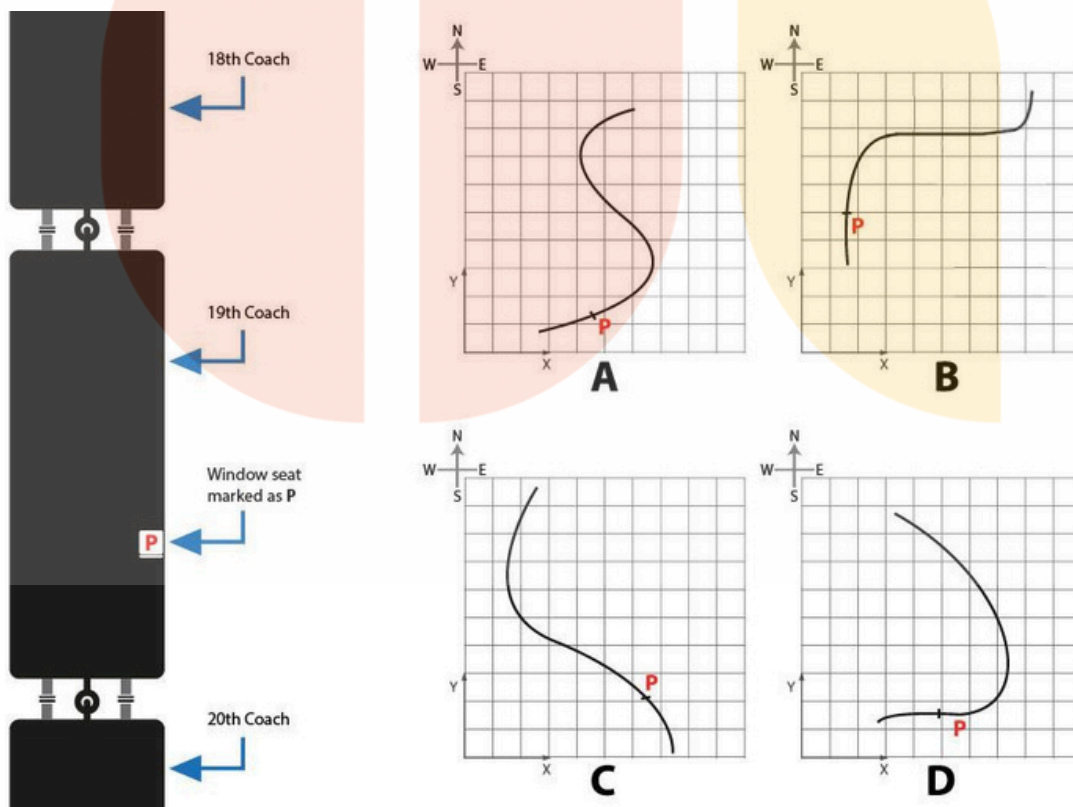 18th Coach
19th Coach
Window seat
marked as P
P
20th Coach
N
W E
S
P
Y
X
A
N
W E
S
P
Y
X
B
N
W E
S
P
Y
X
C
N
W E
S
P
Y
X
D